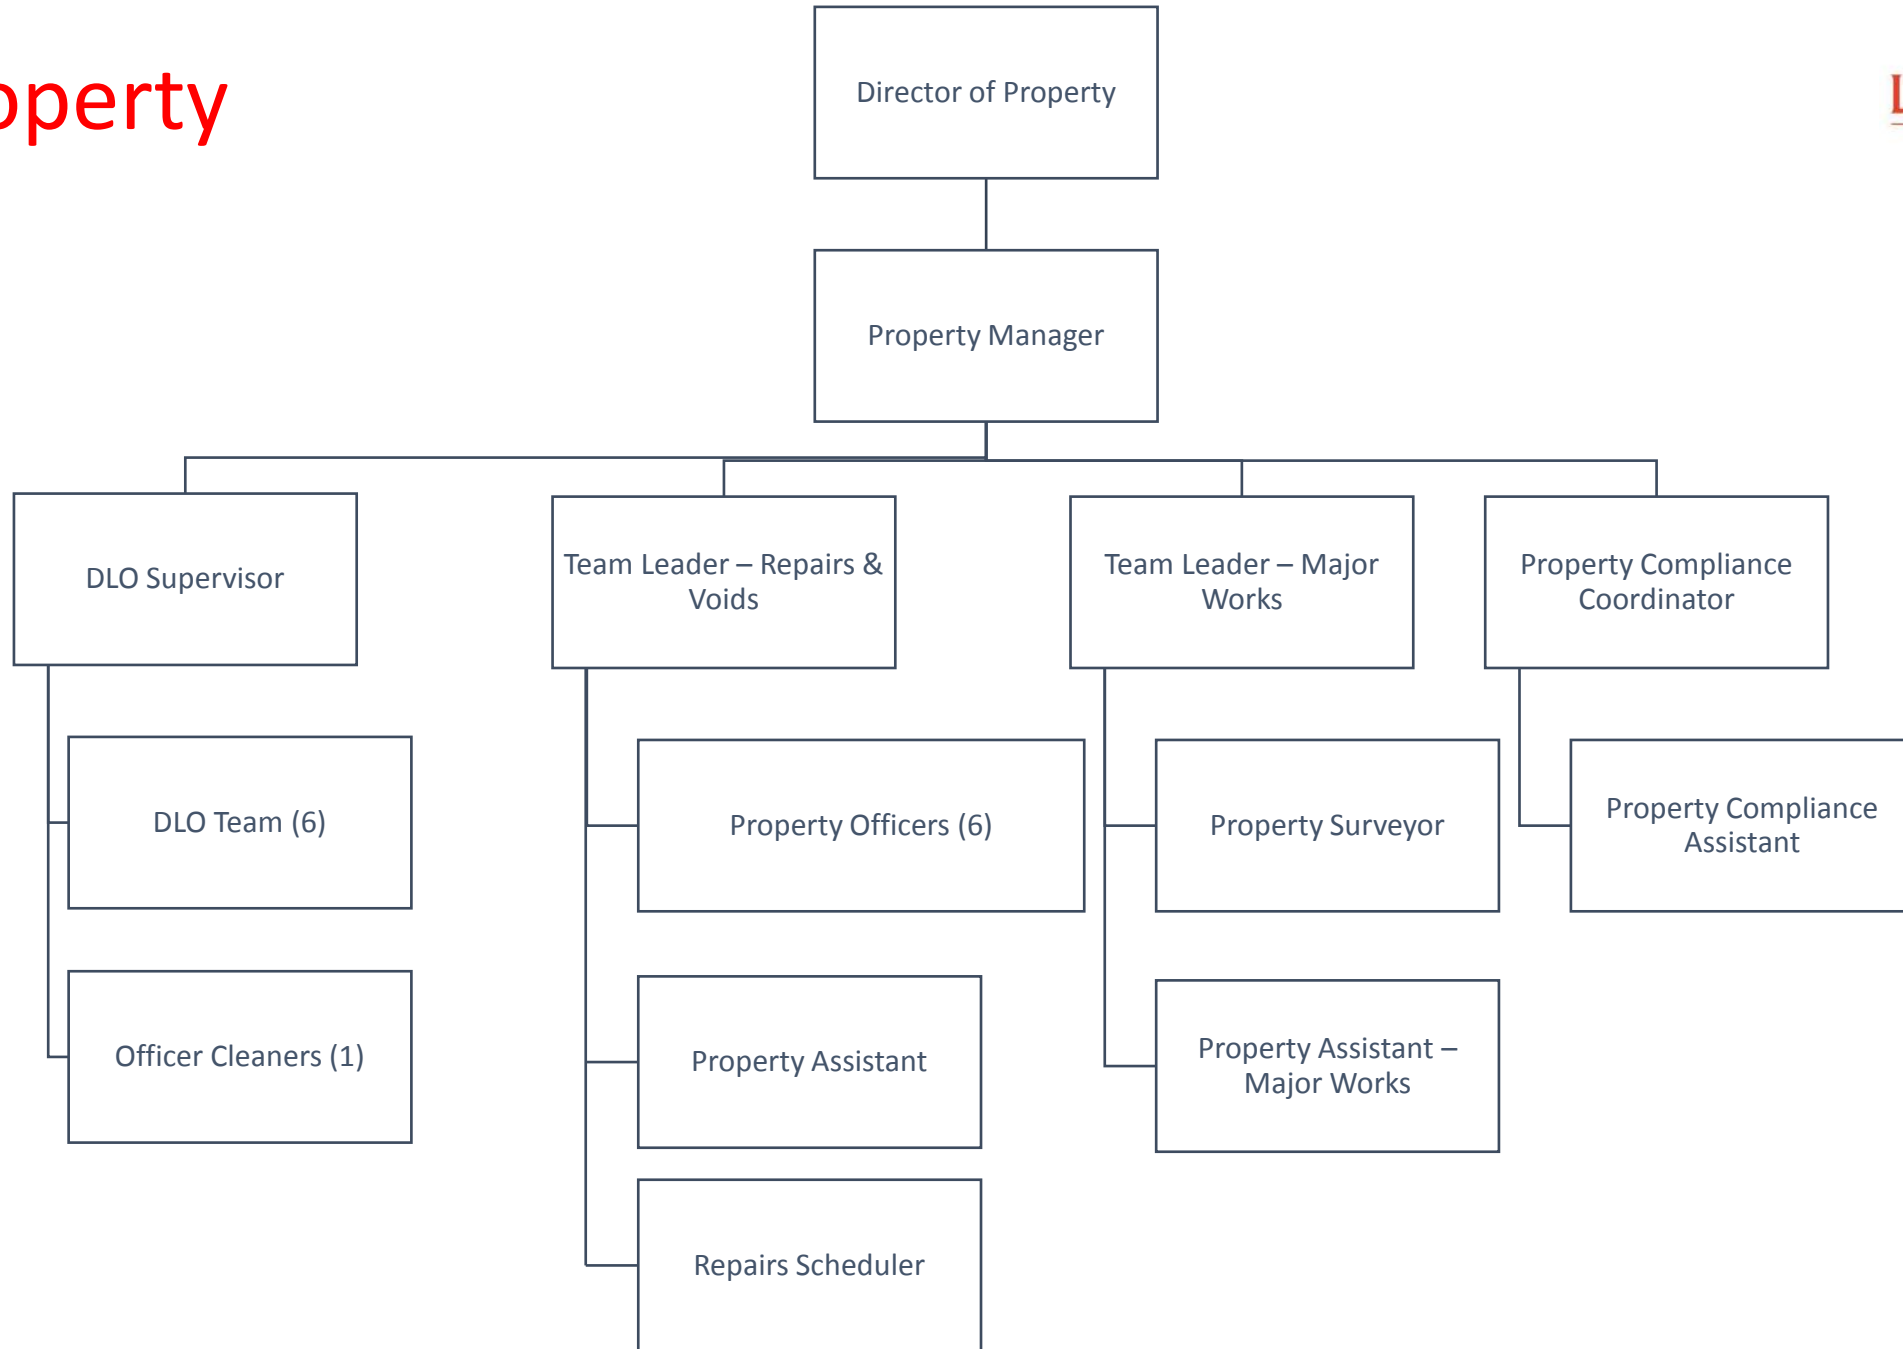 operty
Director of Property
Property Manager
DLO Supervisor
Team Leader – Repairs &
Voids
Team Leader – Major
Works
Property Compliance
Coordinator
DLO Team (6)
Property Officers (6)
Property Surveyor
Property Compliance
Assistant
Officer Cleaners (1)
Property Assistant
Property Assistant –
Major Works
Repairs Scheduler